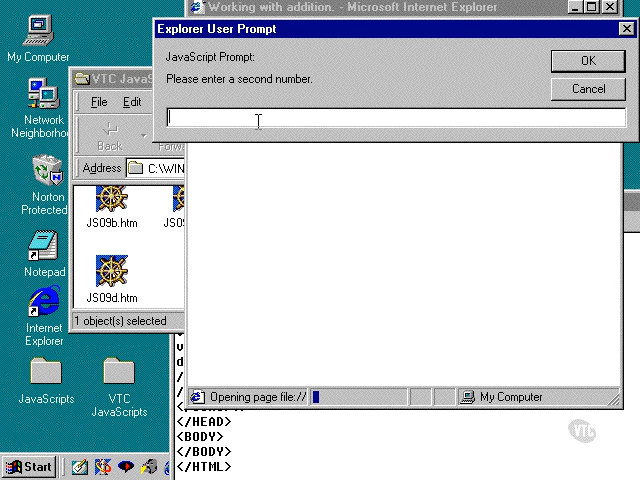 Working with addition. - Microsoft Internet Explorer
Explorer User Prompt
JavaScript Prompt:
Please enter a second number.
OK
Cancel
My Computer
Network
Neighborhood
Norton
Protected
Notepad
Internet
Explorer
JavaScripts
VTC
JavaScripts
VTC JavaS
File Edit
Back Forwa
Address C:\WIN
JS09b.htm JS0
JS09d.htm
1 object(s) selected
Opening page file:// My Computer
</HEAD>
<BODY>
</BODY>
</HTML>
VTC
Start